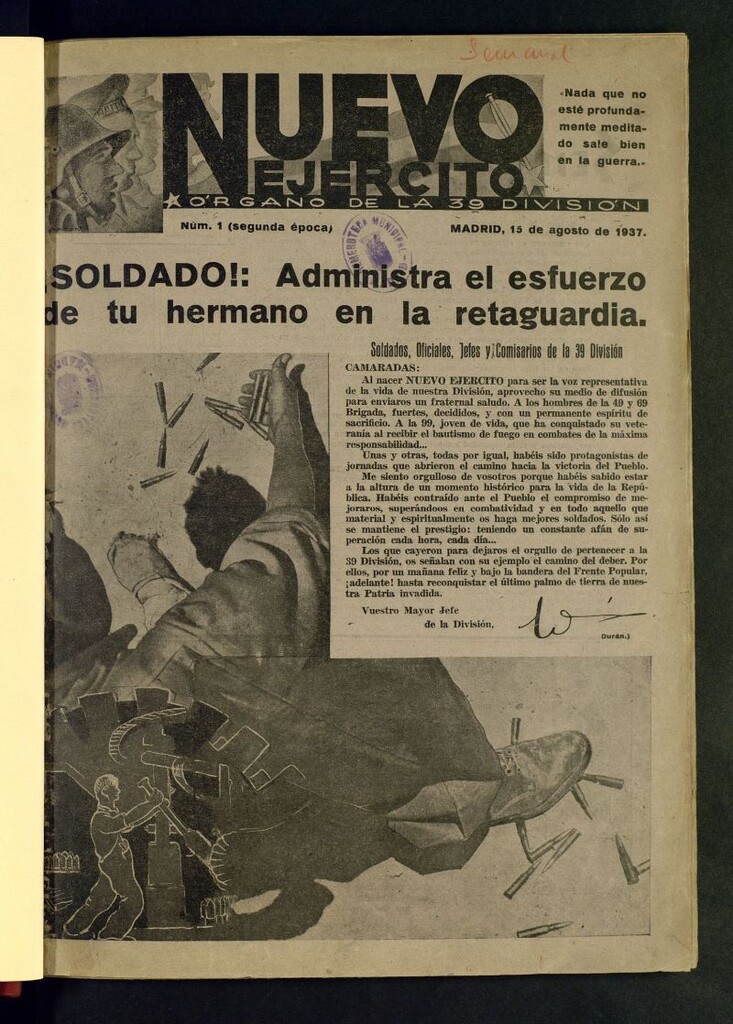 Semanal
NUEVO
EJERCITO
ÓRGANO DE LA 39 DIVISIÓN
«Nada que no
esté profunda-
mente medita-
do sale bien
en la guerra.»
Núm. 1 (segunda época)
MADRID, 15 de agosto de 1937.
HEMEROTECA MUNICIPAL
¡SOLDADO!: Administra el esfuerzo
de tu hermano en la retaguardia.
Soldados, Oficiales, Jefes y Comisarios de la 39 División
CAMARADAS:
Al nacer NUEVO EJERCITO para ser la voz representativa
de la vida de nuestra División, aprovecho su medio de difusión
para enviaros un fraternal saludo. A los hombres de la 49 y 69
Brigada, fuertes, decididos, y con un permanente espíritu de
sacrificio. A la 99, joven de vida, que ha conquistado su vete-
ranía al recibir el bautismo de fuego en combates de la máxima
responsabilidad...
Unas y otras, todas por igual, habéis sido protagonistas de
jornadas que abrieron el camino hacia la victoria del Pueblo.
Me siento orgulloso de vosotros porque habéis sabido estar
a la altura de un momento histórico para la vida de la Repú-
blica. Habéis contraído ante el Pueblo el compromiso de me-
joraros, superándoos en combatividad y en todo aquello que
material y espiritualmente os haga mejores soldados. Sólo así
se mantiene el prestigio: teniendo un constante afán de su-
peración cada hora, cada día...
Los que cayeron para dejaros el orgullo de pertenecer a la
39 División, os señalan con su ejemplo el camino del deber. Por
ellos, por un mañana feliz y bajo la bandera del Frente Popular,
¡adelante! hasta reconquistar el último palmo de tierra de nues-
tra Patria invadida.
Vuestro Mayor Jefe
de la División,
Durán.)